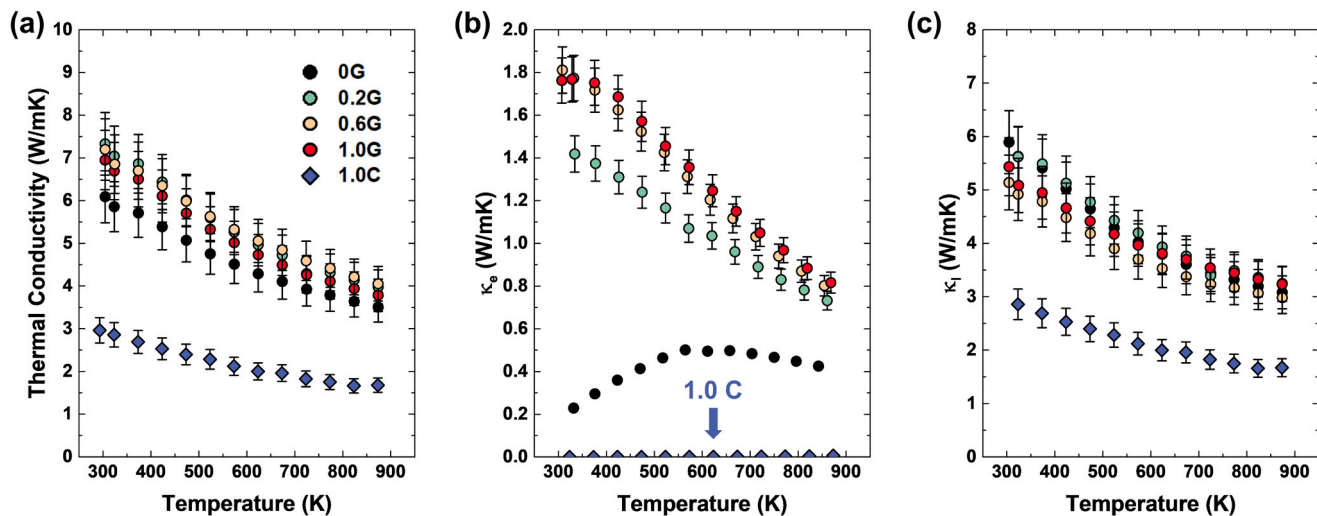 (a)
Thermal Conductivity (W/mK)
10
9
8
7
6
5
4
3
2
1
0
0G
0.2G
0.6G
1.0G
1.0C
300 400 500 600 700 800 900
Temperature (K)
(b)
κe (W/mK)
2.0
1.8
1.6
1.4
1.2
1.0
0.8
0.6
0.4
0.2
0.0
1.0 C
300 400 500 600 700 800 900
Temperature (K)
(c)
κl (W/mK)
8
7
6
5
4
3
2
1
0
300 400 500 600 700 800 900
Temperature (K)